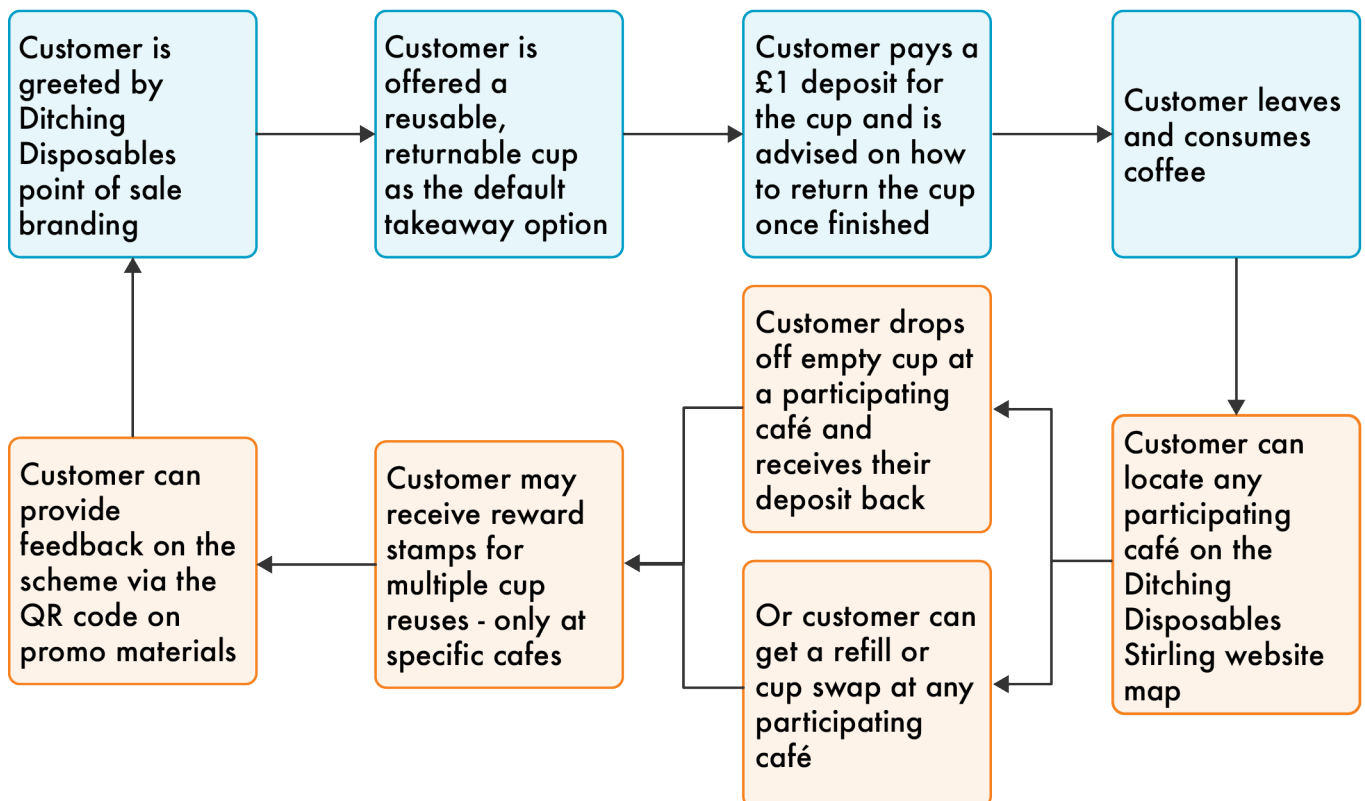 Customer is
greeted by
Ditching
Disposables
point of sale
branding
Customer is
offered a
reusable,
returnable cup
as the default
takeaway option
Customer pays a
£1 deposit for
the cup and is
advised on how
to return the cup
once finished
Customer leaves
and consumes
coffee
Customer can
locate any
participating
café on the
Ditching
Disposables
Stirling website
map
Customer drops
off empty cup at
a participating
café and
receives their
deposit back
Or customer can
get a refill or
cup swap at any
participating
café
Customer may
receive reward
stamps for
multiple cup
reuses - only at
specific cafes
Customer can
provide
feedback on the
scheme via the
QR code on
promo materials